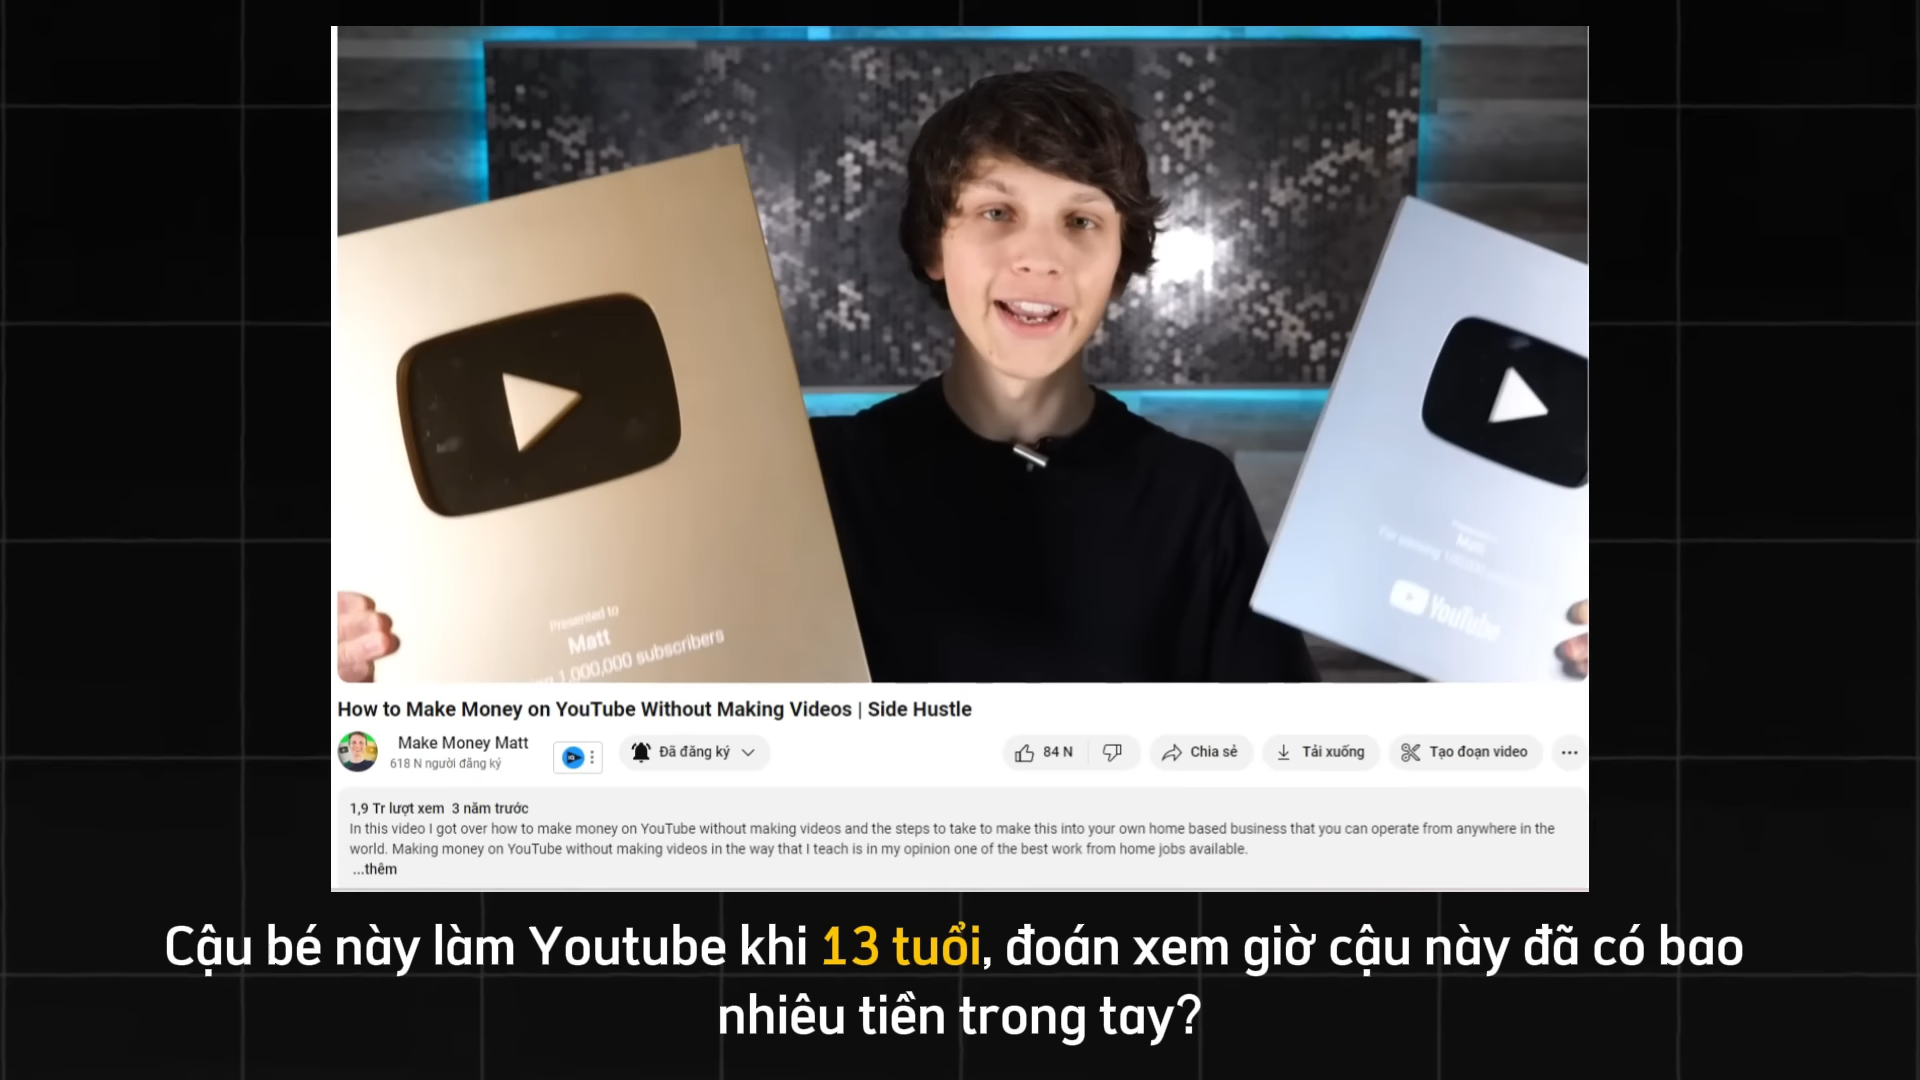 Presented to
Matt
1,000,000 subscribers
Matt
YouTube
How to Make Money on YouTube Without Making Videos | Side Hustle
Make Money Matt
618 N người đăng ký
Đã đăng ký
84 N
Chia sẻ
Tải xuống
Tạo đoạn video
1,9 Tr lượt xem 3 năm trước
In this video I got over how to make money on YouTube without making videos and the steps to take to make this into your own home based business that you can operate from anywhere in the
world. Making money on YouTube without making videos in the way that I teach is in my opinion one of the best work from home jobs available.
...thêm
Cậu bé này làm Youtube khi 13 tuổi, đoán xem giờ cậu này đã có bao
nhiêu tiền trong tay?